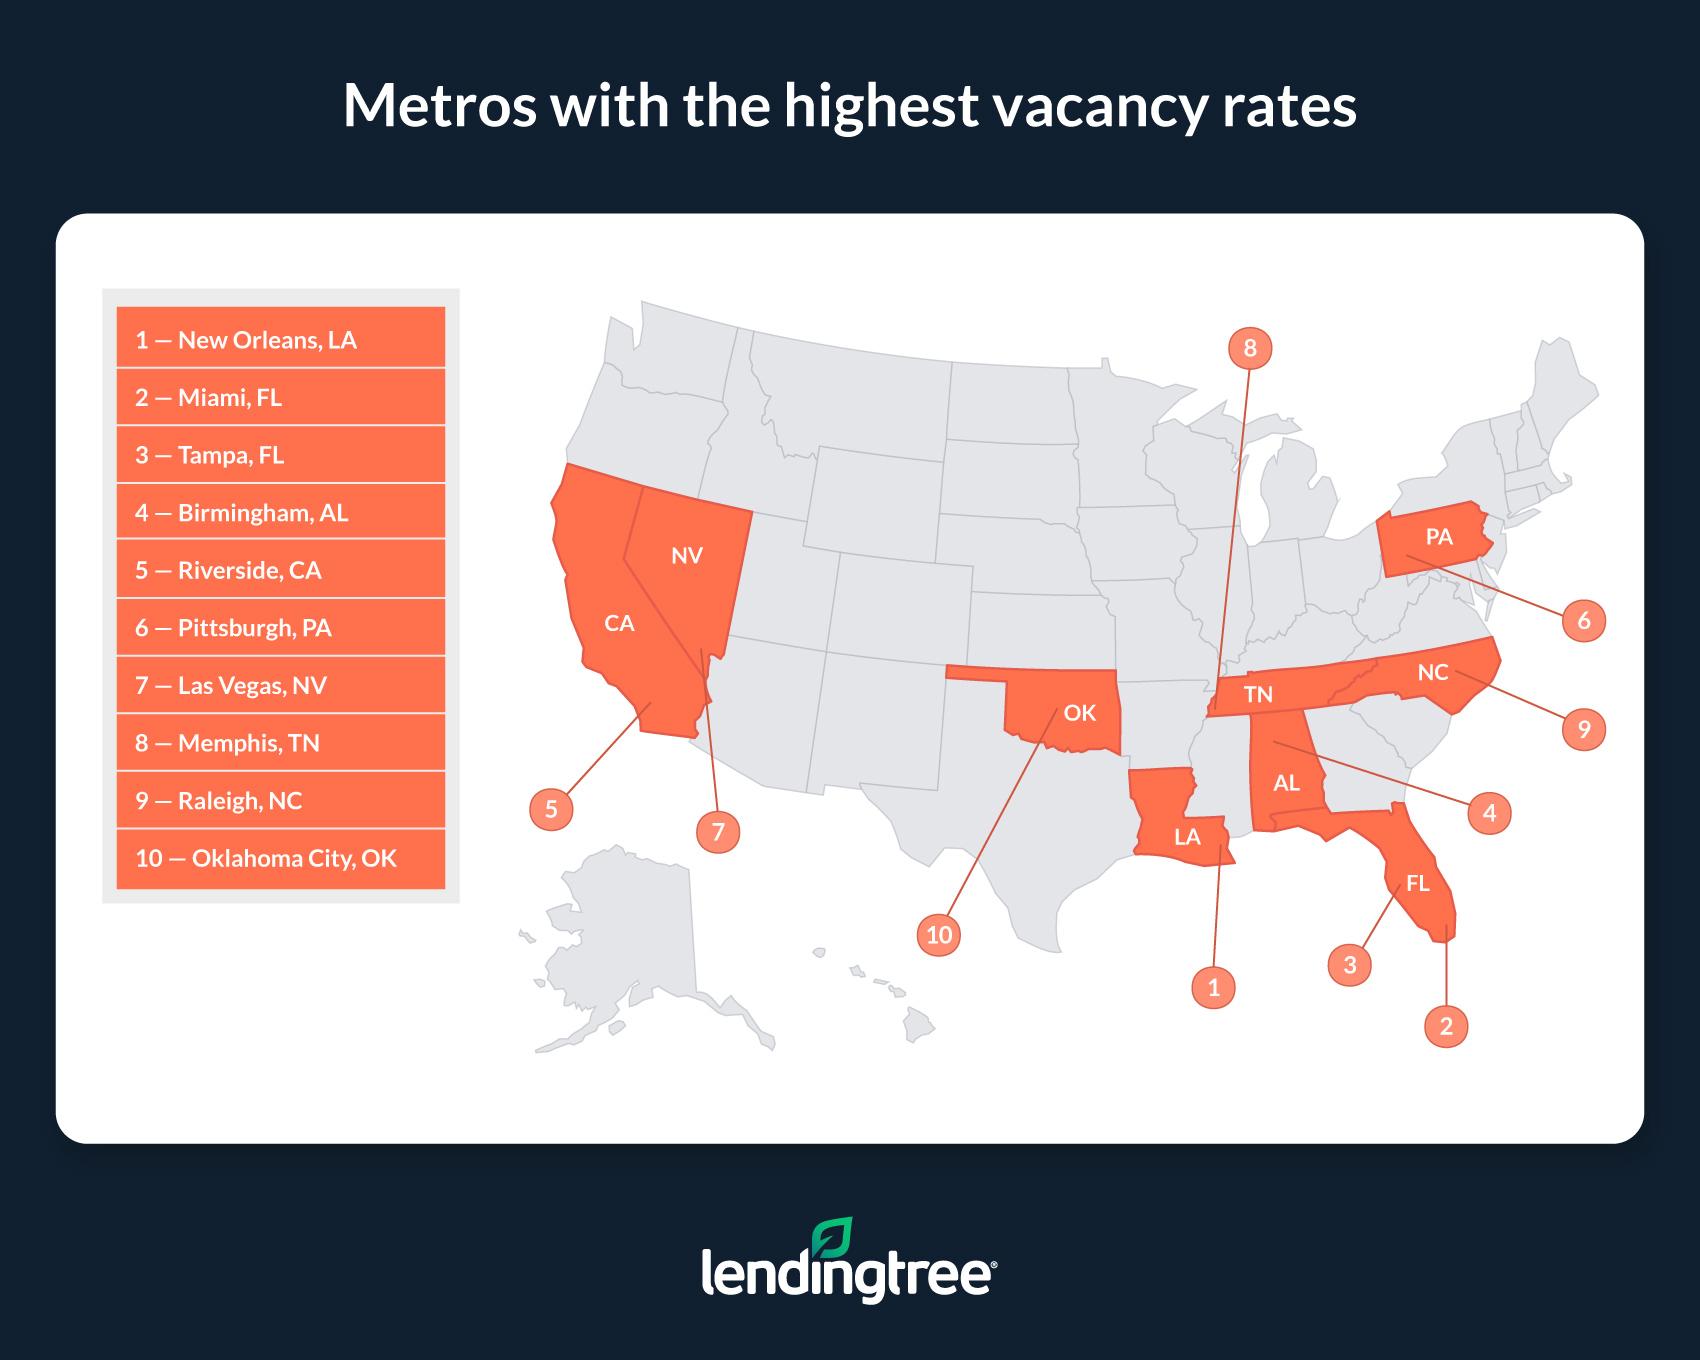 Metros with the highest vacancy rates
1 — New Orleans, LA
2 — Miami, FL
3 — Tampa, FL
4 — Birmingham, AL
5 — Riverside, CA
6 — Pittsburgh, PA
7 — Las Vegas, NV
8 — Memphis, TN
9 — Raleigh, NC
10 — Oklahoma City, OK
8
PA
NV
6
CA
NC
TN
OK
9
AL
5
4
7
LA
FL
10
3
1
2
lendingtree®